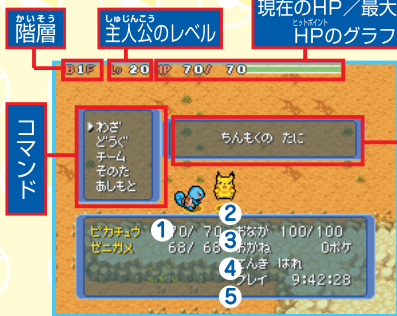 かいそう
階層
しゅじんこう
主人公のレベル
現在のHP／最大
ヒットポイント
HPのグラフ
B1F Lv 20 HP 70/ 70
コマンド
わざ
どうぐ
チーム
そのた
あしもと
ちんもくの たに
ピカチュウ ① 70/ 70 ② おなか 100/100
ゼニガメ 68/ 68 ③ おかね 0ポケ
④ てんき はれ
⑤ プレイ 9:42:28